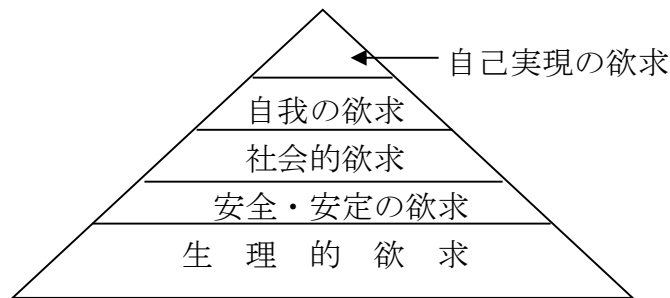 自己実現の欲求
自我の欲求
社会的欲求
安全・安定の欲求
生 理 的 欲 求